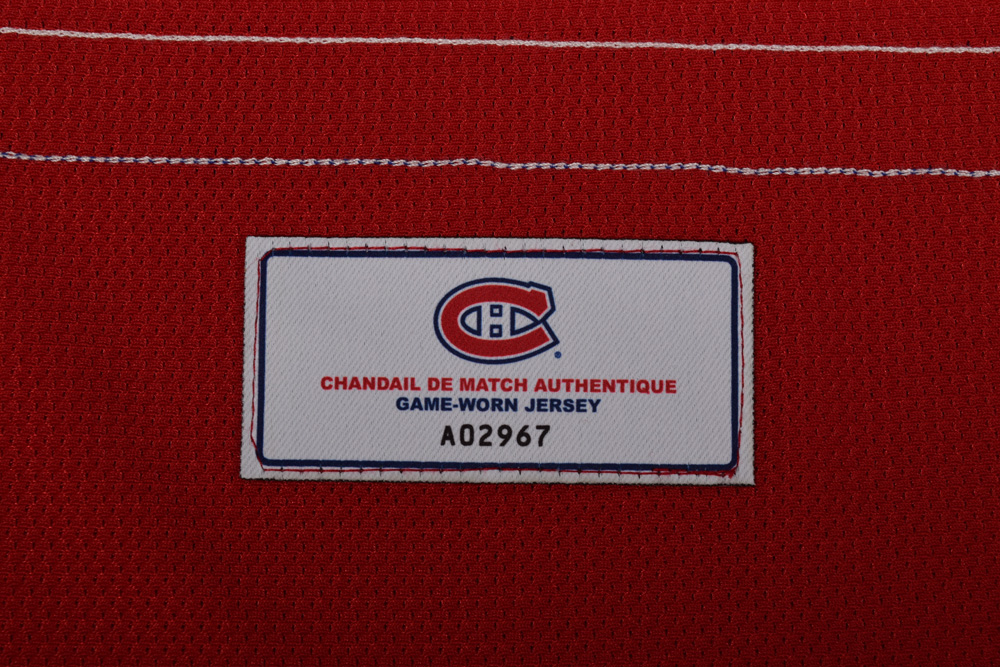 CHANDAIL DE MATCH AUTHENTIQUE
GAME-WORN JERSEY
A02967